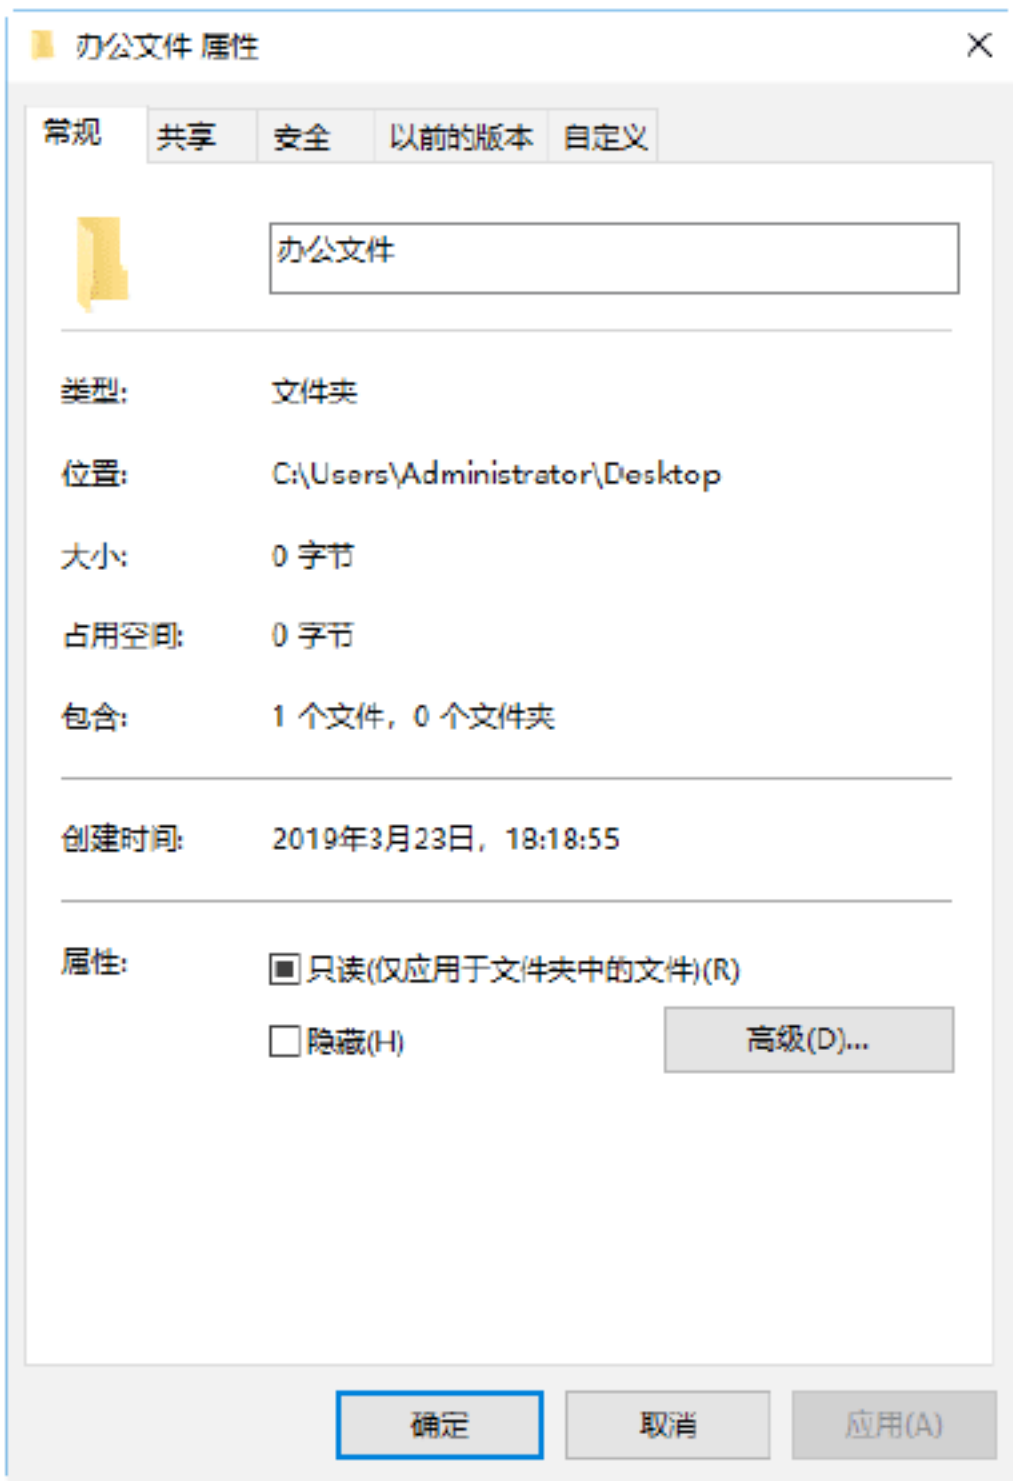 办公文件 属性
常规 共享 安全 以前的版本 自定义
办公文件
类型: 文件夹
位置: C:\Users\Administrator\Desktop
大小: 0 字节
占用空间: 0 字节
包含: 1 个文件，0 个文件夹
创建时间: 2019年3月23日，18:18:55
属性: 只读(仅应用于文件夹中的文件)(R)
隐藏(H) 高级(D)...
确定 取消 应用(A)